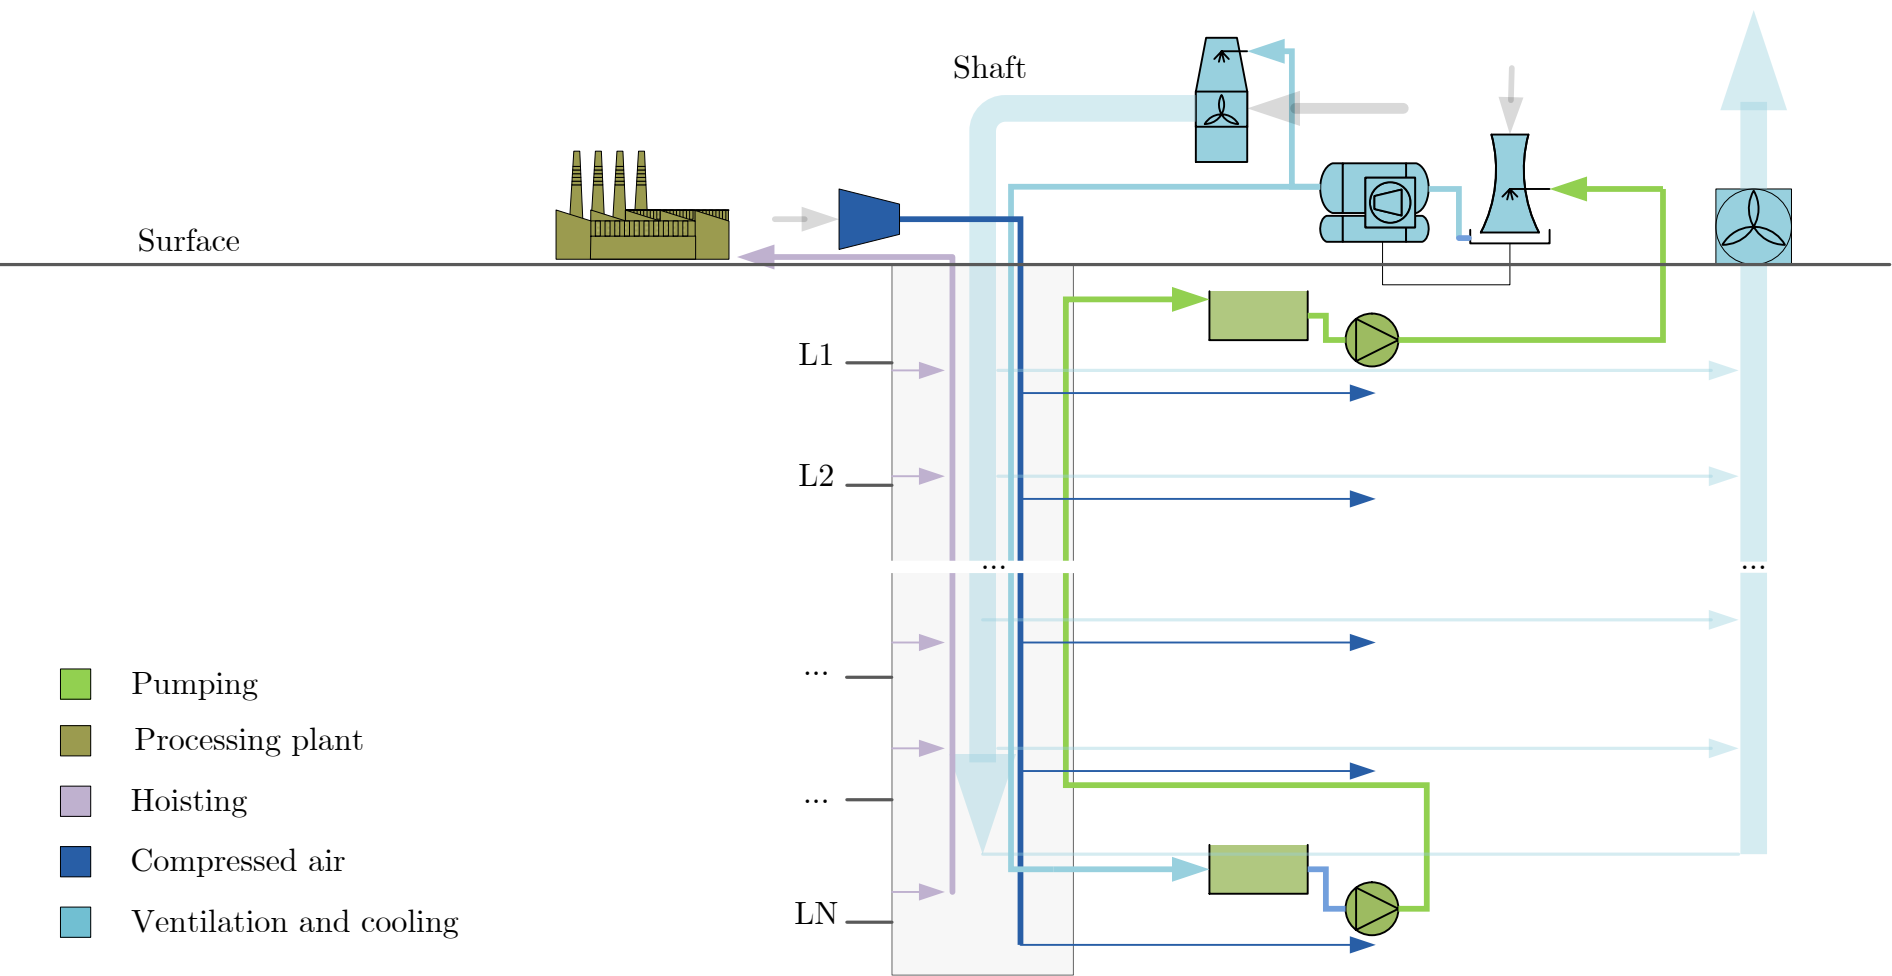 Shaft
Surface
L1
L2
...
...
...
...
LN
Pumping
Processing plant
Hoisting
Compressed air
Ventilation and cooling